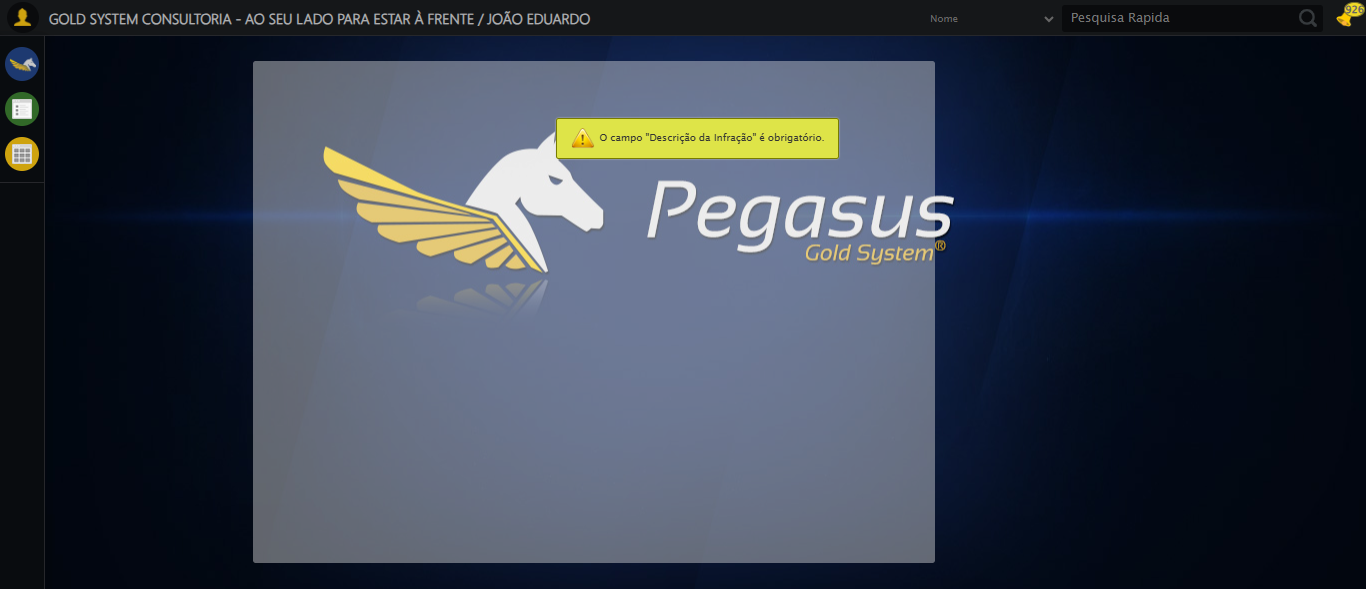 GOLD SYSTEM CONSULTORIA - AO SEU LADO PARA ESTAR À FRENTE / JOÃO EDUARDO
Nome
Pesquisa Rapida
926
O campo "Descrição da Infração" é obrigatório.
Pegasus
Gold System®